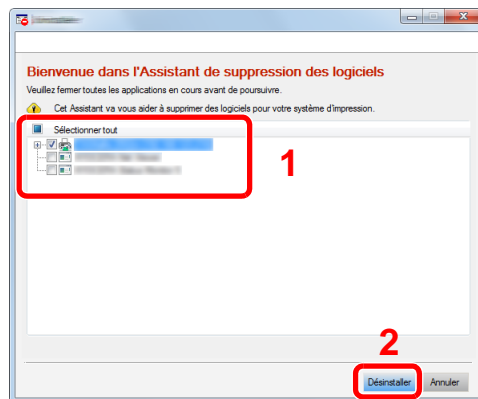 Bienvenue dans l'Assistant de suppression des logiciels
Veuillez fermer toutes les applications en cours avant de poursuivre.
Cet Assistant va vous aider à supprimer des logiciels pour votre système d'impression.
Sélectionner tout
1
2
Désinstaller Annuler